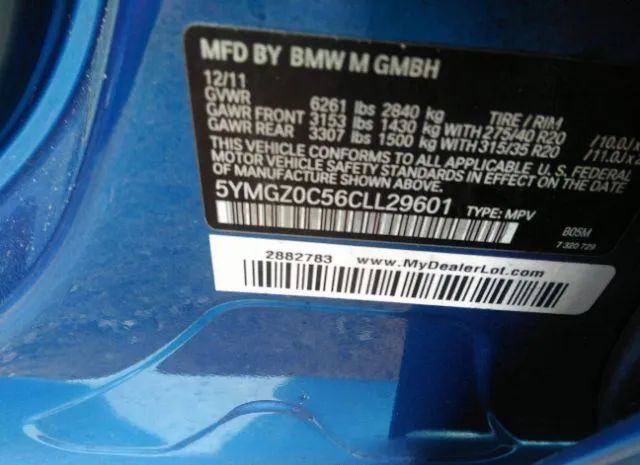 MFD BY BMW M GMBH
12/11
GVWR 6261 lbs 2840 kg TIRE / RIM
GAWR FRONT 3153 lbs 1430 kg WITH 275/40 R20 /10.0J
GAWR REAR 3307 lbs 1500 kg WITH 315/35 R20 /11.0J
THIS VEHICLE CONFORMS TO ALL APPLICABLE U.S. FEDERAL
MOTOR VEHICLE SAFETY STANDARDS IN EFFECT ON THE DATE
OF MANUFACTURE SHOWN ABOVE.
5YMGZ0C56CLL29601 TYPE: MPV
B05M
7 320 729
2882783 www.MyDealerLot.com